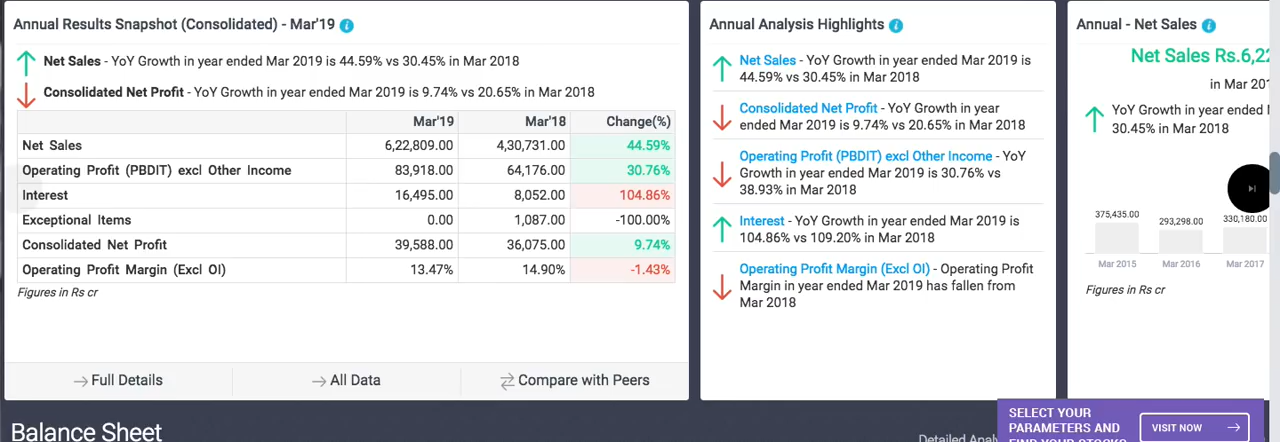 Annual Results Snapshot (Consolidated) - Mar'19
Net Sales - YoY Growth in year ended Mar 2019 is 44.59% vs 30.45% in Mar 2018
Consolidated Net Profit - YoY Growth in year ended Mar 2019 is 9.74% vs 20.65% in Mar 2018
Mar'19 Mar'18 Change(%)
Net Sales 6,22,809.00 4,30,731.00 44.59%
Operating Profit (PBDIT) excl Other Income 83,918.00 64,176.00 30.76%
Interest 16,495.00 8,052.00 104.86%
Exceptional Items 0.00 1,087.00 -100.00%
Consolidated Net Profit 39,588.00 36,075.00 9.74%
Operating Profit Margin (Excl OI) 13.47% 14.90% -1.43%
Figures in Rs cr
Full Details All Data Compare with Peers
Annual Analysis Highlights
Net Sales - YoY Growth in year ended Mar 2019 is
44.59% vs 30.45% in Mar 2018
Consolidated Net Profit - YoY Growth in year
ended Mar 2019 is 9.74% vs 20.65% in Mar 2018
Operating Profit (PBDIT) excl Other Income - YoY
Growth in year ended Mar 2019 is 30.76% vs
38.93% in Mar 2018
Interest - YoY Growth in year ended Mar 2019 is
104.86% vs 109.20% in Mar 2018
Operating Profit Margin (Excl OI) - Operating Profit
Margin in year ended Mar 2019 has fallen from
Mar 2018
Annual - Net Sales
Net Sales Rs.6,22
in Mar 201
YoY Growth in year ended
30.45% in Mar 2018
375,435.00 293,298.00 330,180.00
Mar 2015 Mar 2016 Mar 2017
Figures in Rs cr
Balance Sheet
Detailed Anal
SELECT YOUR
PARAMETERS AND
FIND YOUR STOCKS
VISIT NOW